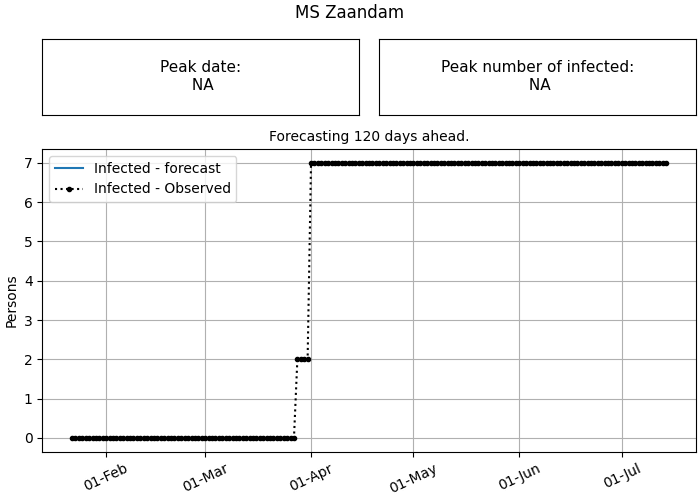 MS Zaandam
Peak date:
NA
Peak number of infected:
NA
Forecasting 120 days ahead.
Infected - forecast
Infected - Observed
Persons
7
6
5
4
3
2
1
0
01-Feb
01-Mar
01-Apr
01-May
01-Jun
01-Jul